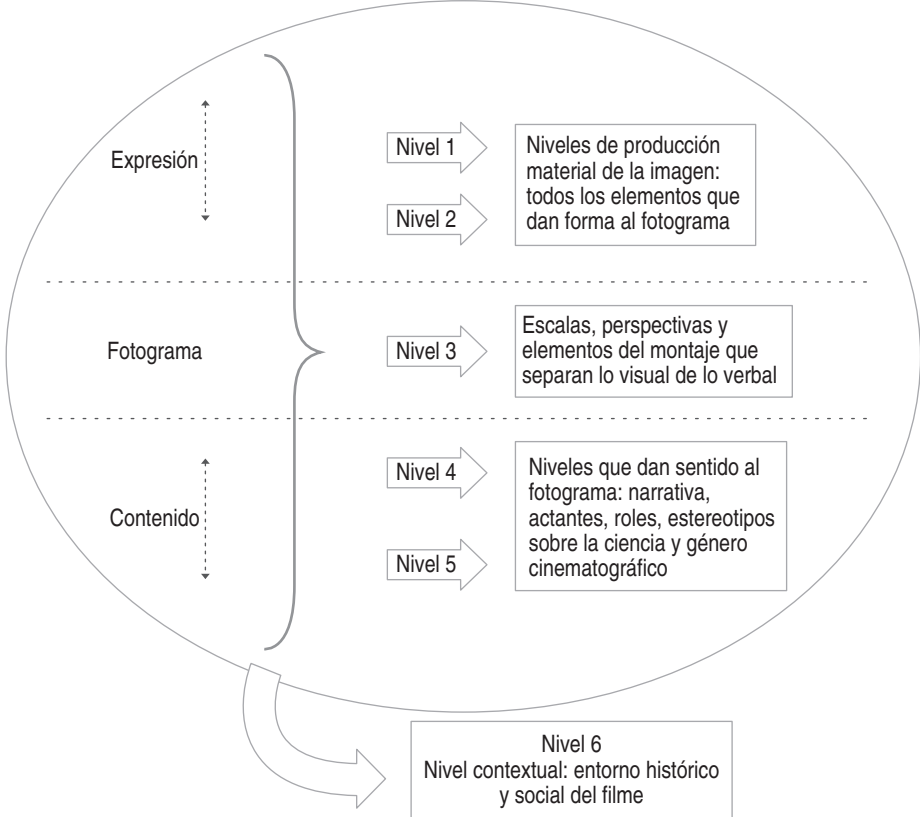 Expresión
Nivel 1
Nivel 2
Niveles de producción
material de la imagen:
todos los elementos que
dan forma al fotograma
Fotograma
Nivel 3
Escalas, perspectivas y
elementos del montaje que
separan lo visual de lo verbal
Contenido
Nivel 4
Nivel 5
Niveles que dan sentido al
fotograma: narrativa,
actantes, roles, estereotipos
sobre la ciencia y género
cinematográfico
Nivel 6
Nivel contextual: entorno histórico
y social del filme